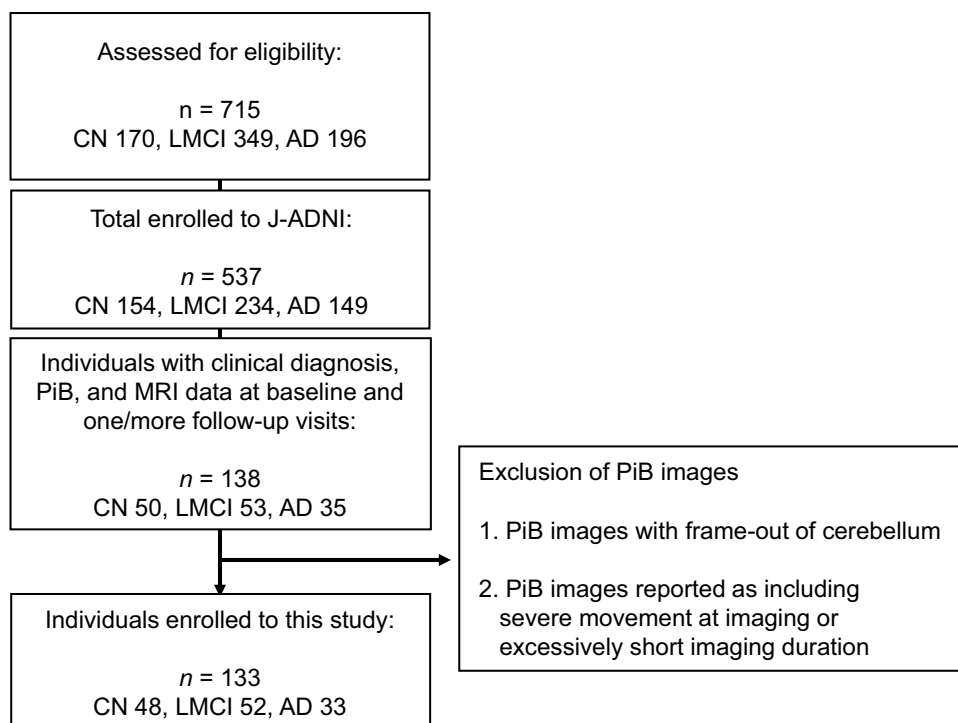 Assessed for eligibility:
n = 715
CN 170, LMCI 349, AD 196
Total enrolled to J-ADNI:
n = 537
CN 154, LMCI 234, AD 149
Individuals with clinical diagnosis,
PiB, and MRI data at baseline and
one/more follow-up visits:
n = 138
CN 50, LMCI 53, AD 35
Exclusion of PiB images
1. PiB images with frame-out of cerebellum
2. PiB images reported as including
severe movement at imaging or
excessively short imaging duration
Individuals enrolled to this study:
n = 133
CN 48, LMCI 52, AD 33